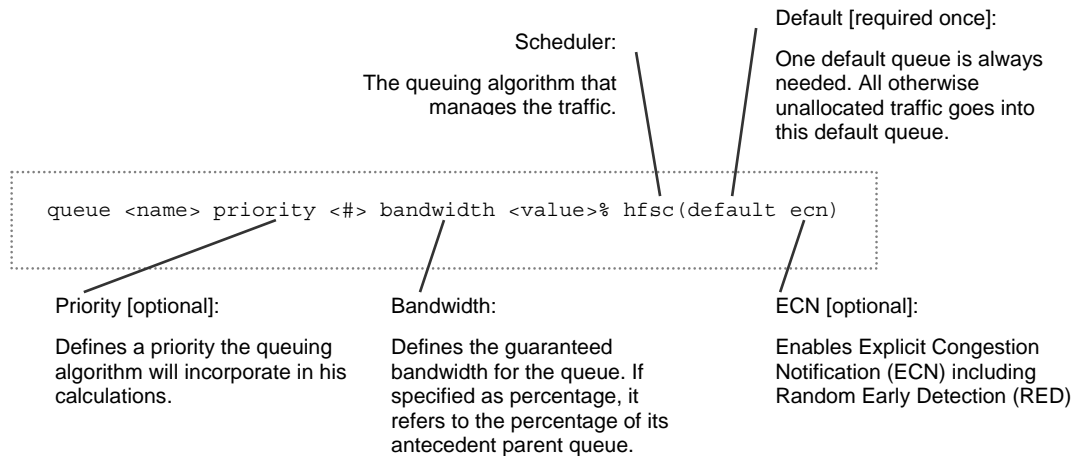 Default [required once]:
One default queue is always
needed. All otherwise
unallocated traffic goes into
this default queue.
Scheduler:
The queuing algorithm that
manages the traffic.
queue <name> priority <#> bandwidth <value>% hfsc(default ecn)
Priority [optional]:
Defines a priority the queuing
algorithm will incorporate in his
calculations.
Bandwidth:
Defines the guaranteed
bandwidth for the queue. If
specified as percentage, it
refers to the percentage of its
antecedent parent queue.
ECN [optional]:
Enables Explicit Congestion
Notification (ECN) including
Random Early Detection (RED)